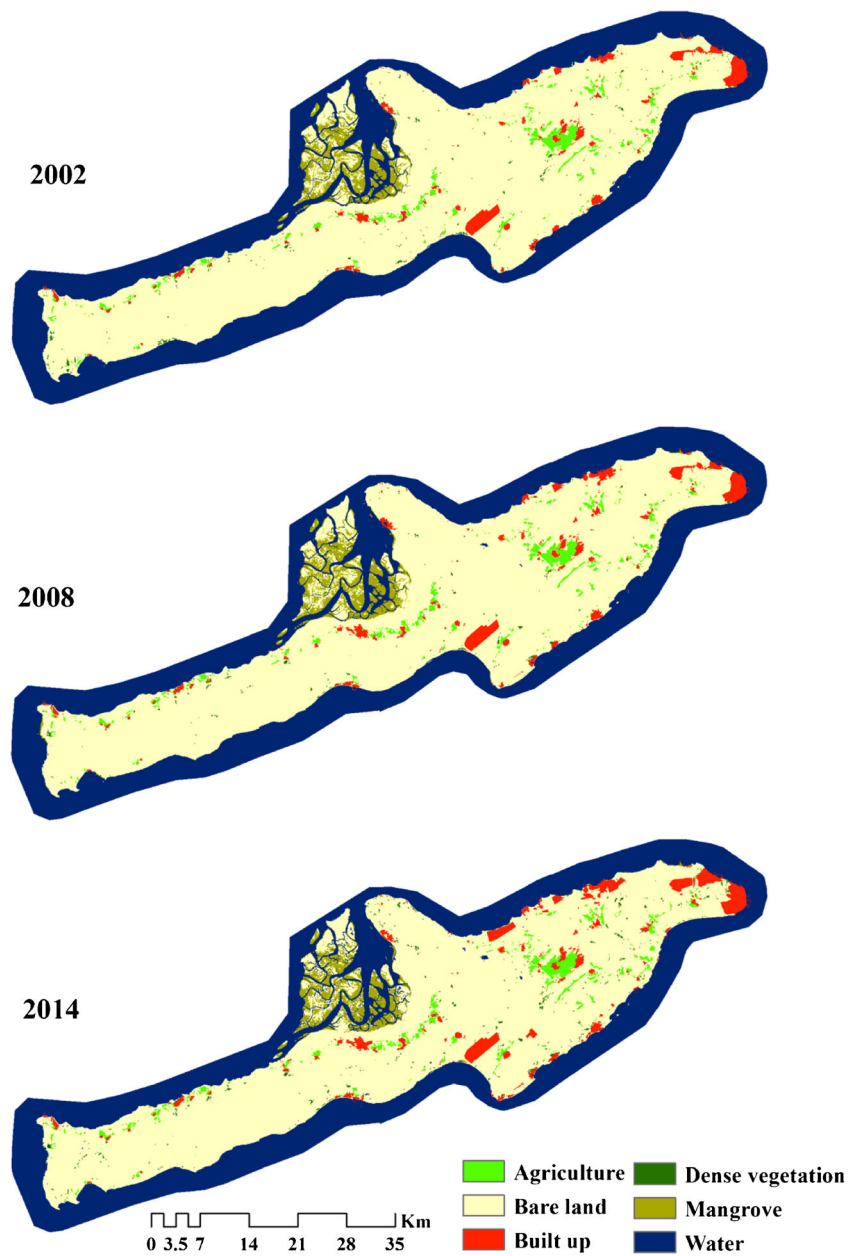 2002
2008
2014
Agriculture Dense vegetation
Bare land Mangrove
Built up Water
Km
0 3.5 7 14 21 28 35